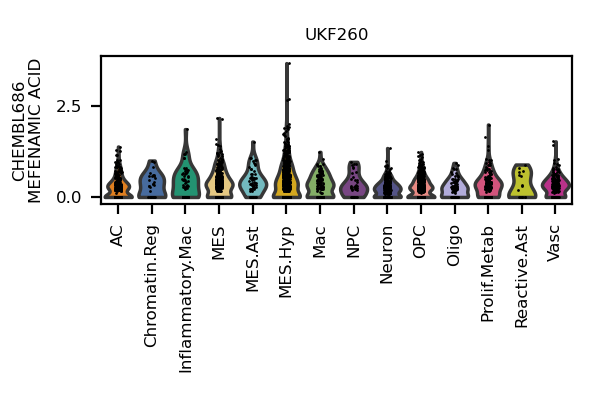 UKF260
CHEMBL686
MEFENAMIC ACID
2.5
0.0
AC
Chromatin.Reg
Inflammatory.Mac
MES
MES.Ast
MES.Hyp
Mac
NPC
Neuron
OPC
Oligo
Prolif.Metab
Reactive.Ast
Vasc